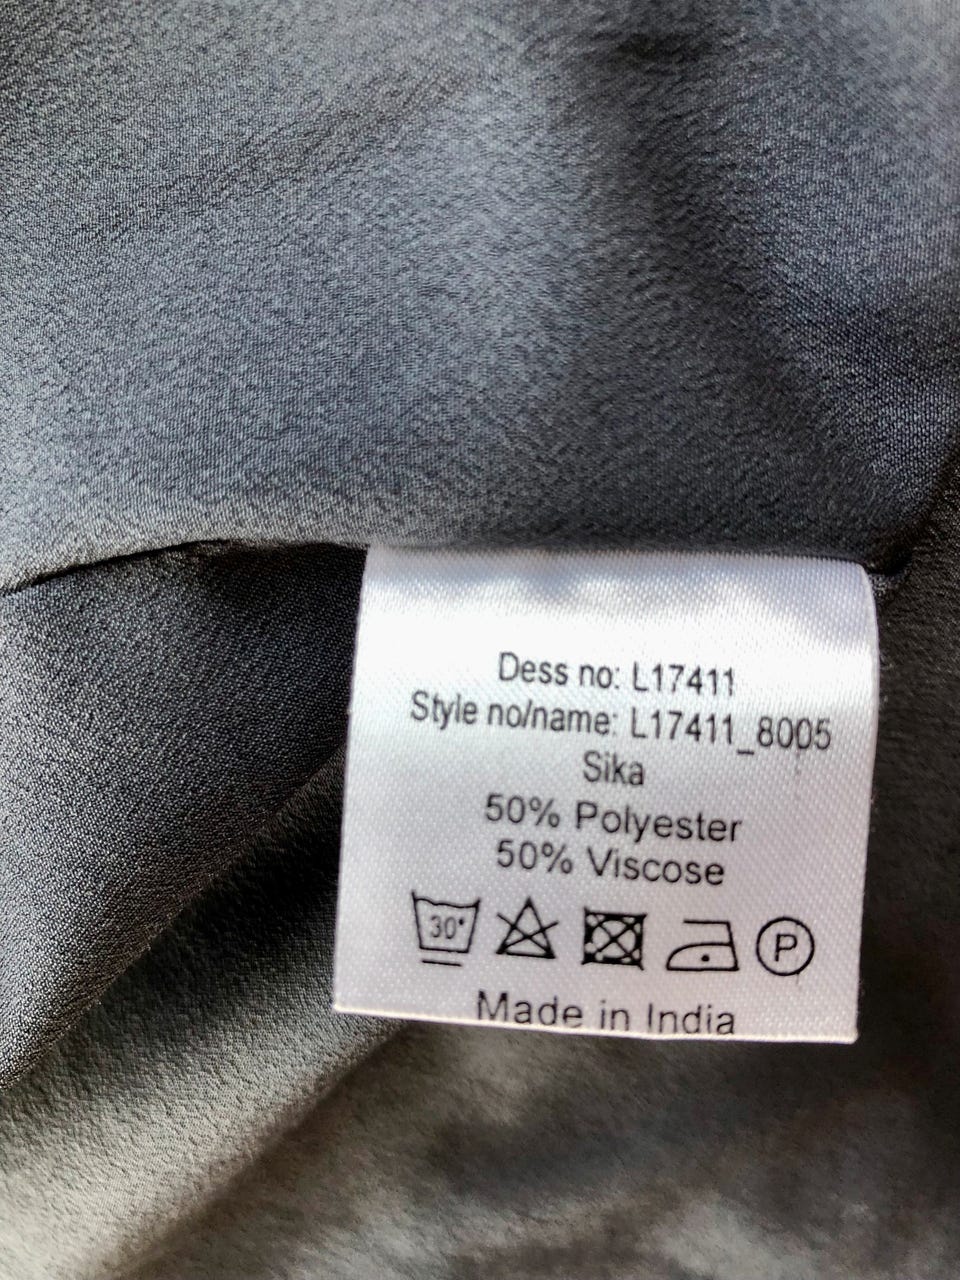 Dess no: L17411
Style no/name: L17411_8005
Sika
50% Polyester
50% Viscose
30°
P
Made in India